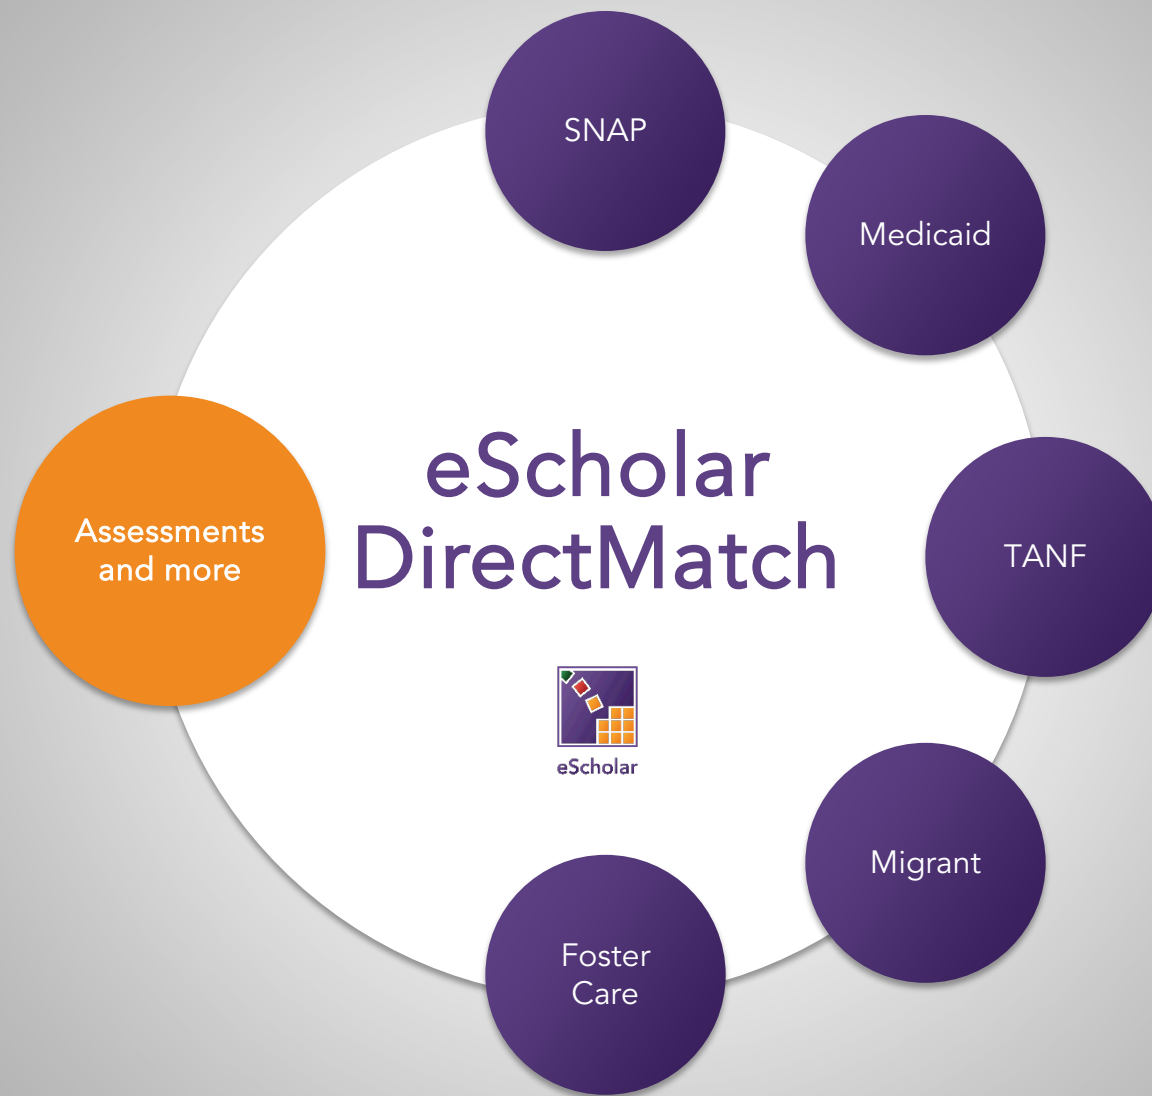 SNAP
Medicaid
eScholar
DirectMatch
Assessments
and more
TANF
eScholar
Migrant
Foster
Care